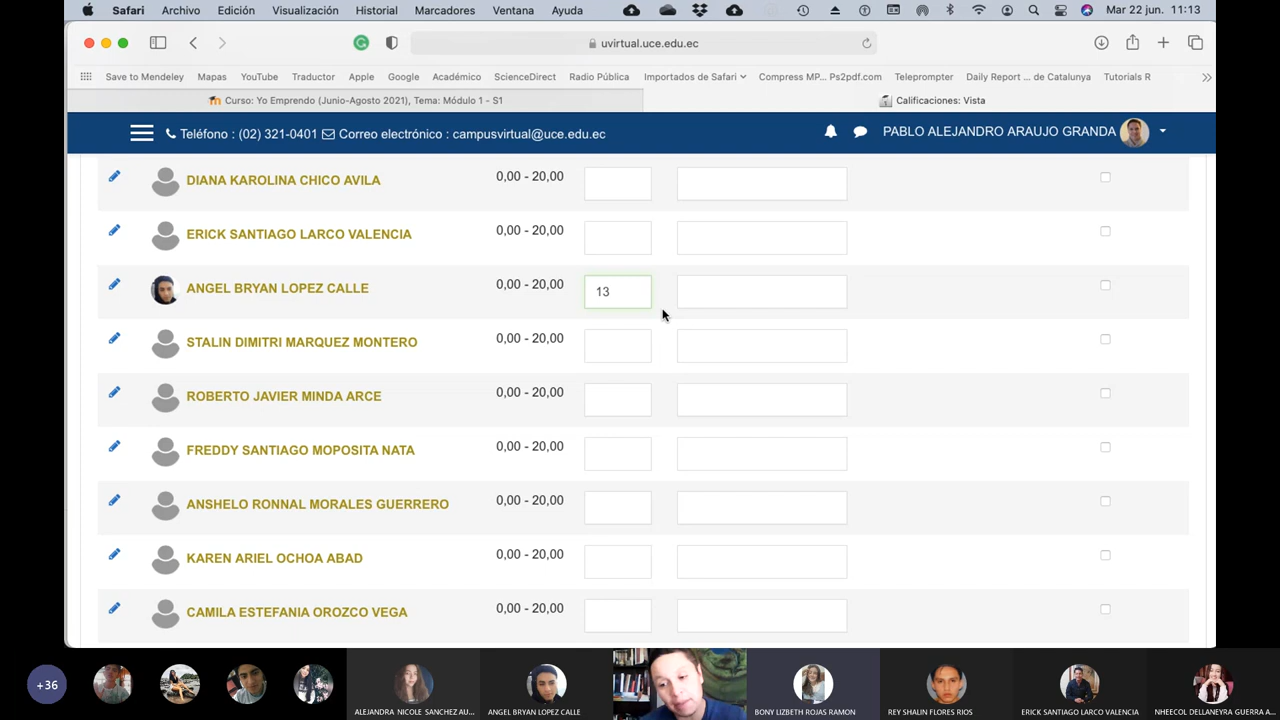 Safari Archivo Edición Visualización Historial Marcadores Ventana Ayuda Mar 22 jun. 11:13
uvirtual.uce.edu.ec
Save to Mendeley Mapas YouTube Traductor Apple Google Académico ScienceDirect Radio Pública Importados de Safari Compress MP... Ps2pdf.com Teleprompter Daily Report ... de Catalunya Tutorials R
Curso: Yo Emprendo (Junio-Agosto 2021), Tema: Módulo 1 - S1 Calificaciones: Vista
Teléfono : (02) 321-0401 Correo electrónico : campusvirtual@uce.edu.ec PABLO ALEJANDRO ARAUJO GRANDA
DIANA KAROLINA CHICO AVILA 0,00 - 20,00
ERICK SANTIAGO LARCO VALENCIA 0,00 - 20,00
ANGEL BRYAN LOPEZ CALLE 0,00 - 20,00 13
STALIN DIMITRI MARQUEZ MONTERO 0,00 - 20,00
ROBERTO JAVIER MINDA ARCE 0,00 - 20,00
FREDDY SANTIAGO MOPOSITA NATA 0,00 - 20,00
ANSHELO RONNAL MORALES GUERRERO 0,00 - 20,00
KAREN ARIEL OCHOA ABAD 0,00 - 20,00
CAMILA ESTEFANIA OROZCO VEGA 0,00 - 20,00
+36
ALEJANDRA NICOLE SANCHEZ AU... ANGEL BRYAN LOPEZ CALLE BONY LIZBETH ROJAS RAMON REY SHALIN FLORES RIOS ERICK SANTIAGO LARCO VALENCIA NHEECOL DELLANEYRA GUERRA A...